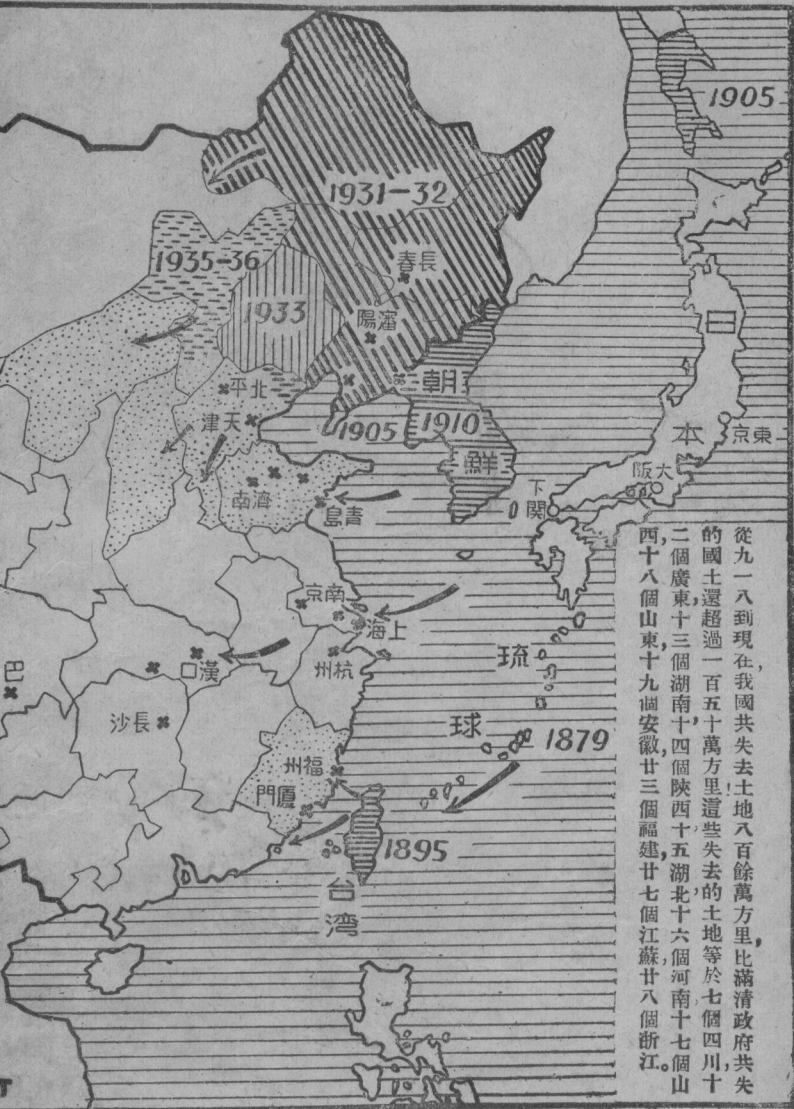 1905
1931-32
1935-36
1933
長春
瀋陽
北平
天津
1905
朝鮮
1910
日本
東京
大阪
下關
濟南
青島
南京
上海
漢口
杭州
巴
長沙
福州
廈門
琉球
1879
1895
台湾
從九一八到現在，我國共失去土地八百餘萬方里，比滿清政府共失
的國土還超過一百五十萬方里！這些失去的土地等於七個四川，十
二個廣東，十三個湖南，十四個陝西，十五湖北，十六個河南，十七個山
西，十八個山東，十九個安徽，廿三個福建，廿七個江蘇，廿八個浙江。